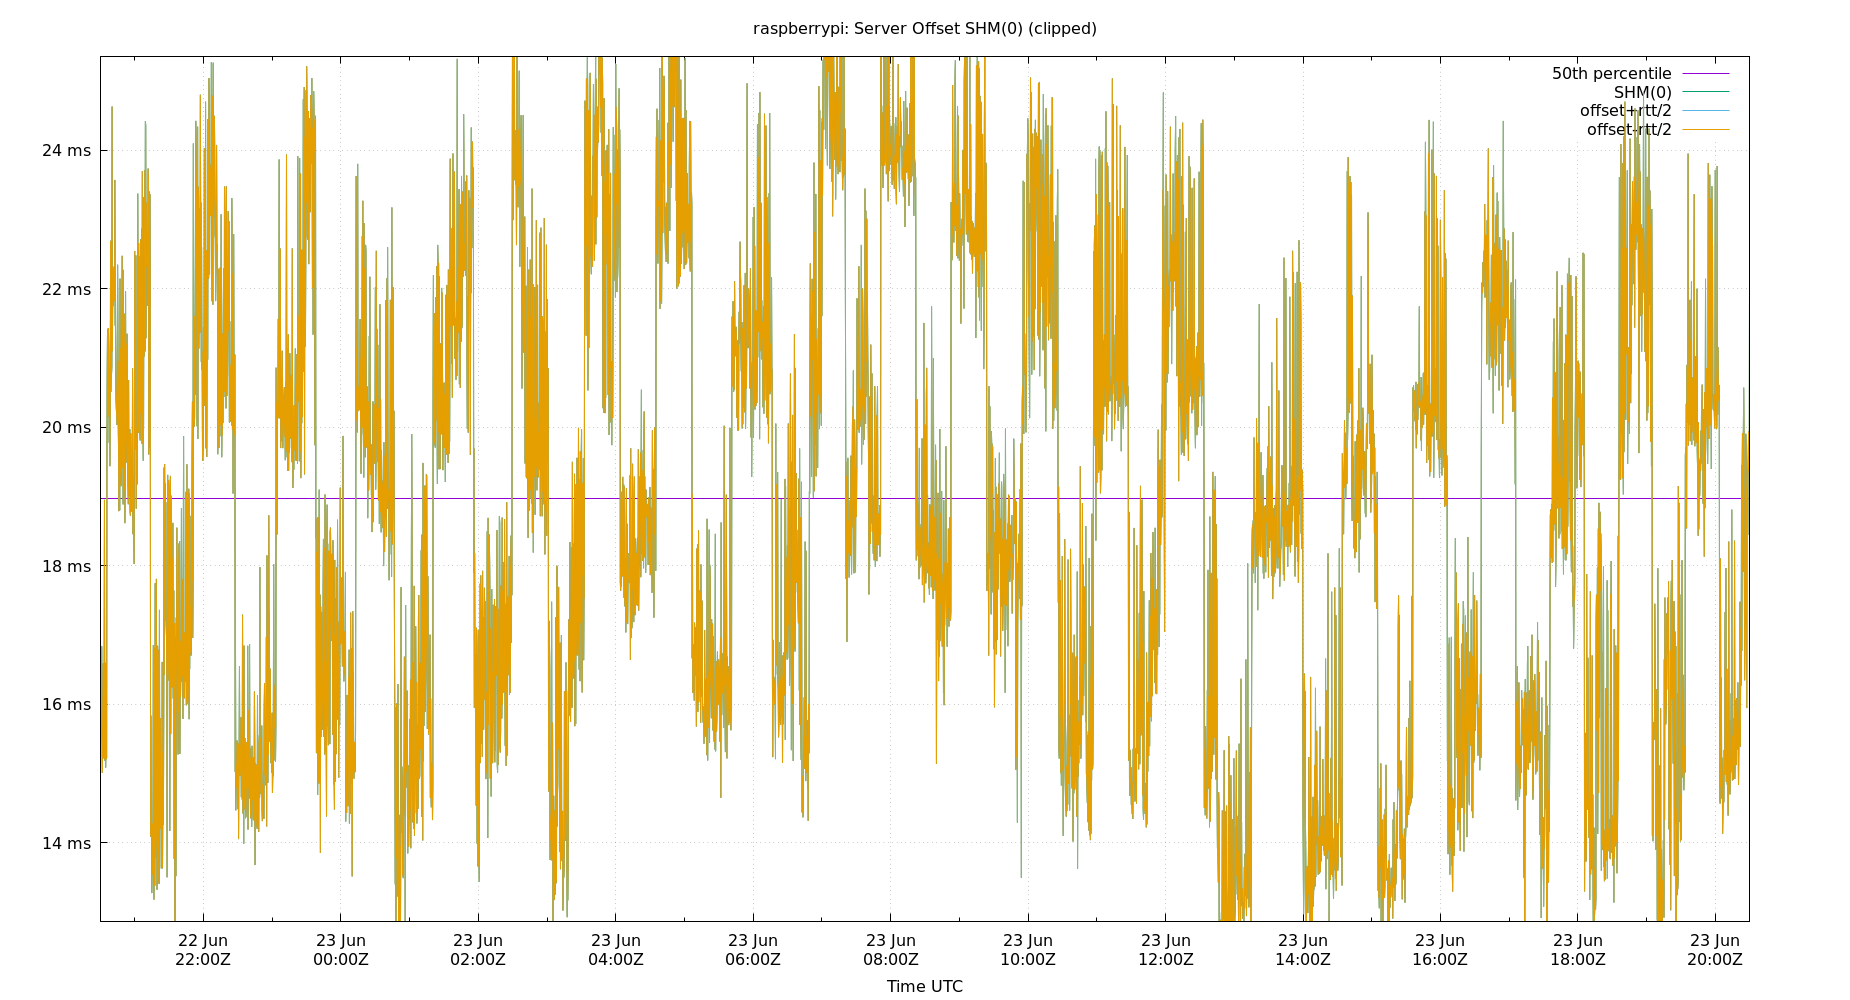 raspberrypi: Server Offset SHM(0) (clipped)
50th percentile
SHM(0)
offset+rtt/2
offset-rtt/2
24 ms
22 ms
20 ms
18 ms
16 ms
14 ms
22 Jun 22:00Z
23 Jun 00:00Z
23 Jun 02:00Z
23 Jun 04:00Z
23 Jun 06:00Z
23 Jun 08:00Z
23 Jun 10:00Z
23 Jun 12:00Z
23 Jun 14:00Z
23 Jun 16:00Z
23 Jun 18:00Z
23 Jun 20:00Z
Time UTC